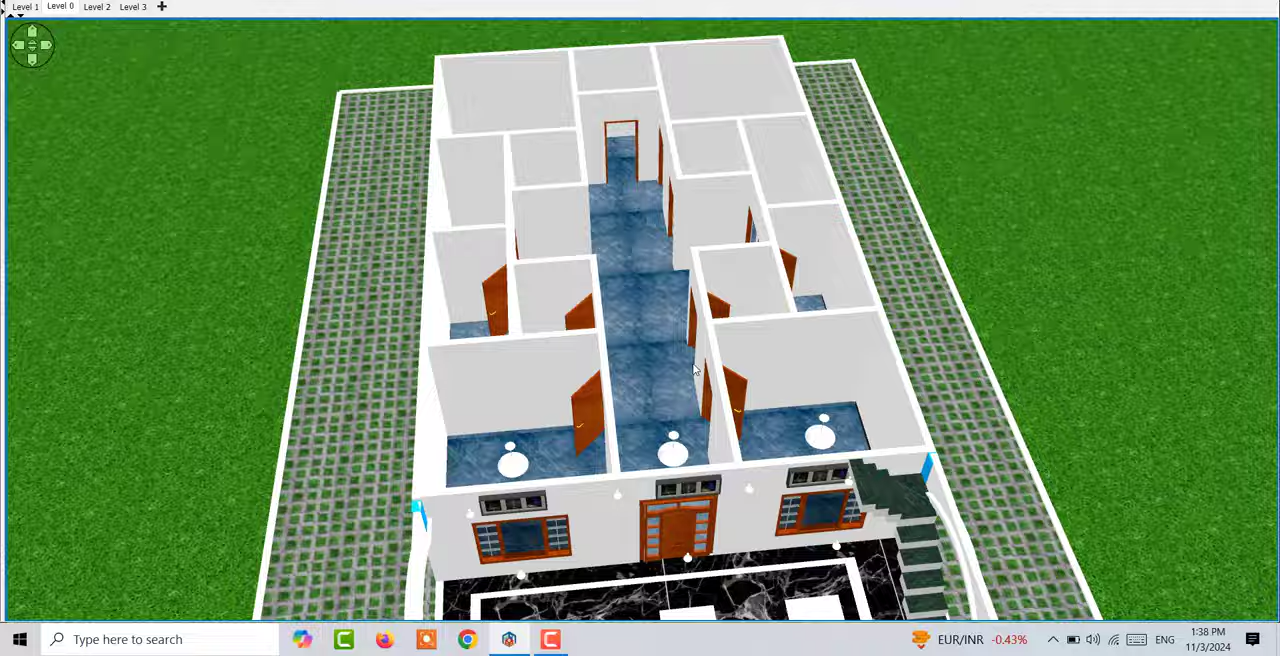 Level 1 Level 0 Level 2 Level 3
Type here to search
EUR/INR -0.43%
ENG
1:38 PM
11/3/2024